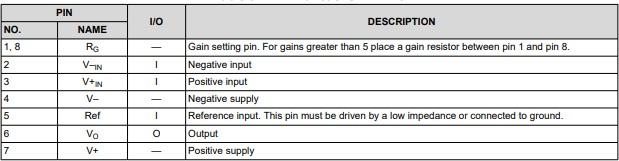 PIN I/O DESCRIPTION
NO. NAME
1, 8 RG — Gain setting pin. For gains greater than 5 place a gain resistor between pin 1 and pin 8.
2 V–IN I Negative input
3 V+IN I Positive input
4 V– — Negative supply
5 Ref I Reference input. This pin must be driven by a low impedance or connected to ground.
6 VO O Output
7 V+ — Positive supply